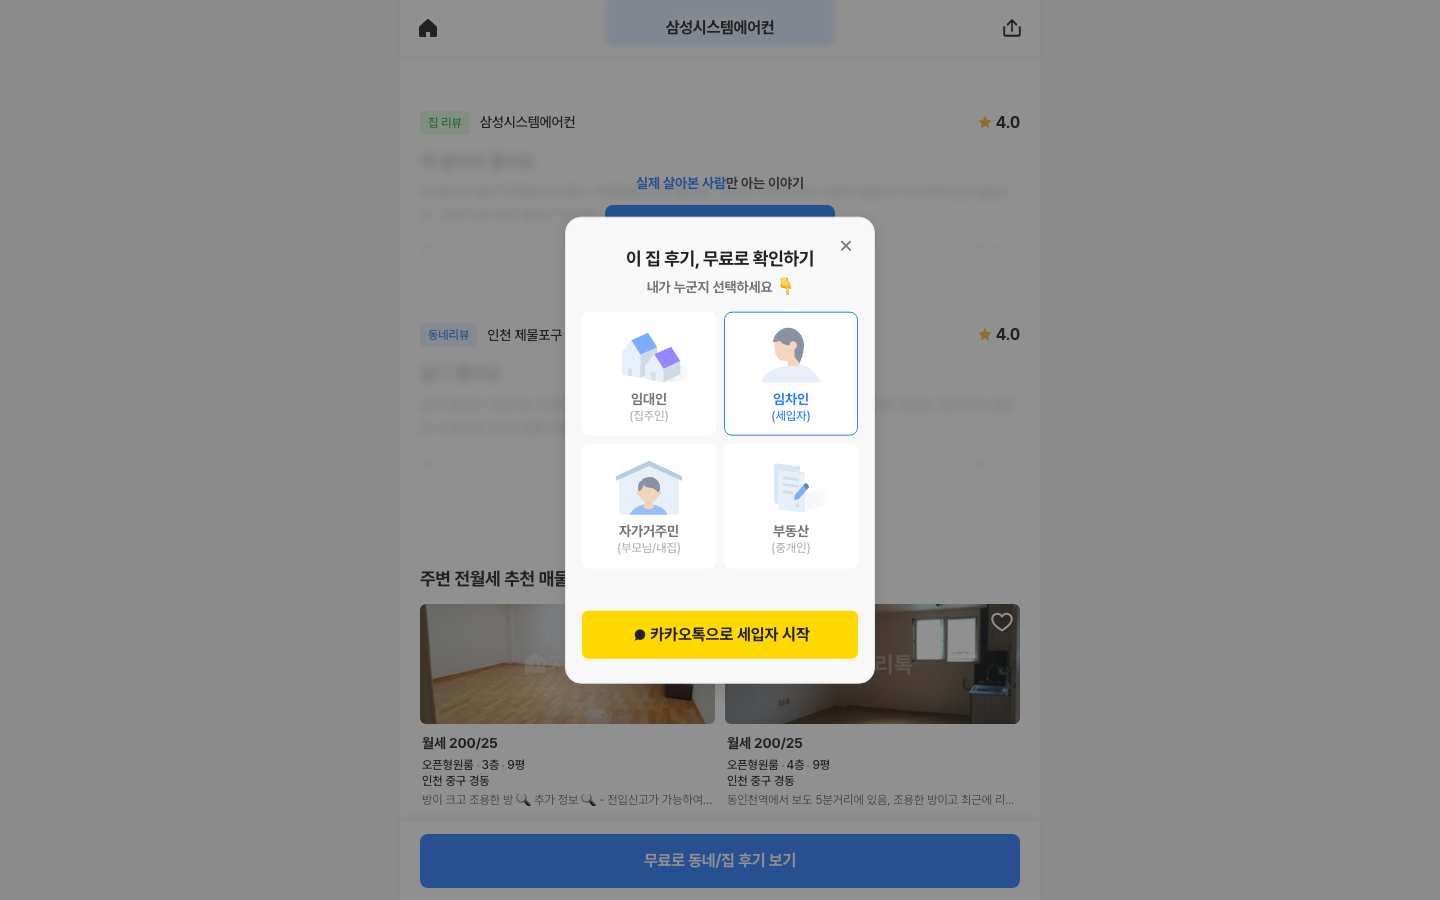 삼성시스템에어컨
집 리뷰 삼성시스템에어컨 4.0
실제 살아본 사람만 아는 이야기
이 집 후기, 무료로 확인하기
내가 누군지 선택하세요 👇
임대인
(집주인)
임차인
(세입자)
자가거주민
(부모님/내집)
부동산
(중개인)
카카오톡으로 세입자 시작
동네리뷰 인천 제물포구 4.0
주변 전월세 추천 매물
리톡
월세 200/25
오픈형원룸 · 3층 · 9평
인천 중구 경동
방이 크고 조용한 방 🔍 추가 정보 🔍 - 전입신고가 가능하여...
월세 200/25
오픈형원룸 · 4층 · 9평
인천 중구 경동
동인천역에서 보도 5분거리에 있음, 조용한 방이고 최근에 리...
무료로 동네/집 후기 보기